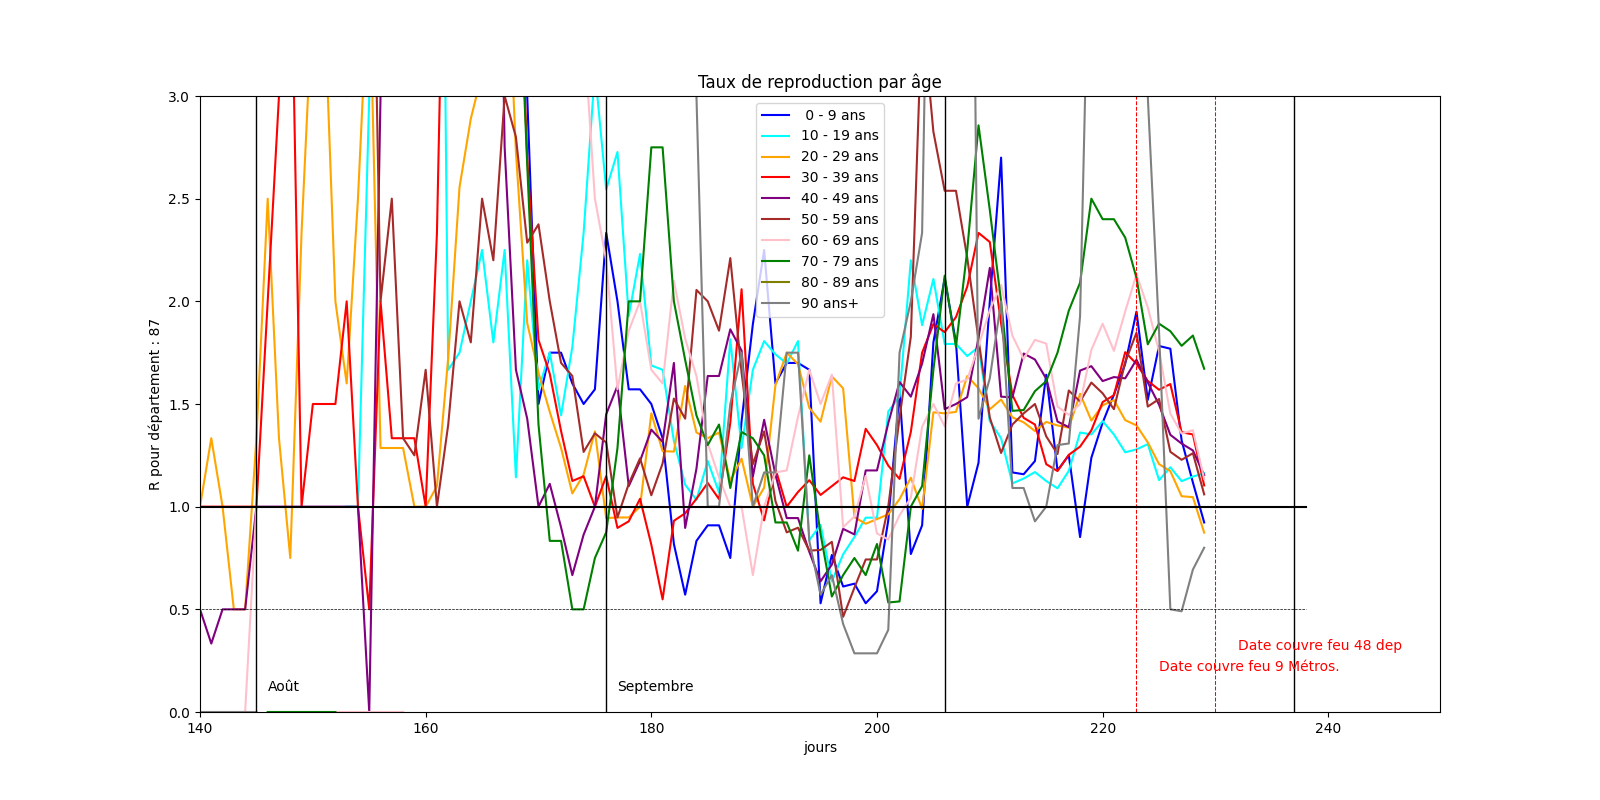 Taux de reproduction par âge
R pour département : 87
3.0
2.5
2.0
1.5
1.0
0.5
0.0
0 - 9 ans
10 - 19 ans
20 - 29 ans
30 - 39 ans
40 - 49 ans
50 - 59 ans
60 - 69 ans
70 - 79 ans
80 - 89 ans
90 ans+
Date couvre feu 48 dep
Date couvre feu 9 Métros.
Août
Septembre
140
160
180
200
220
240
jours